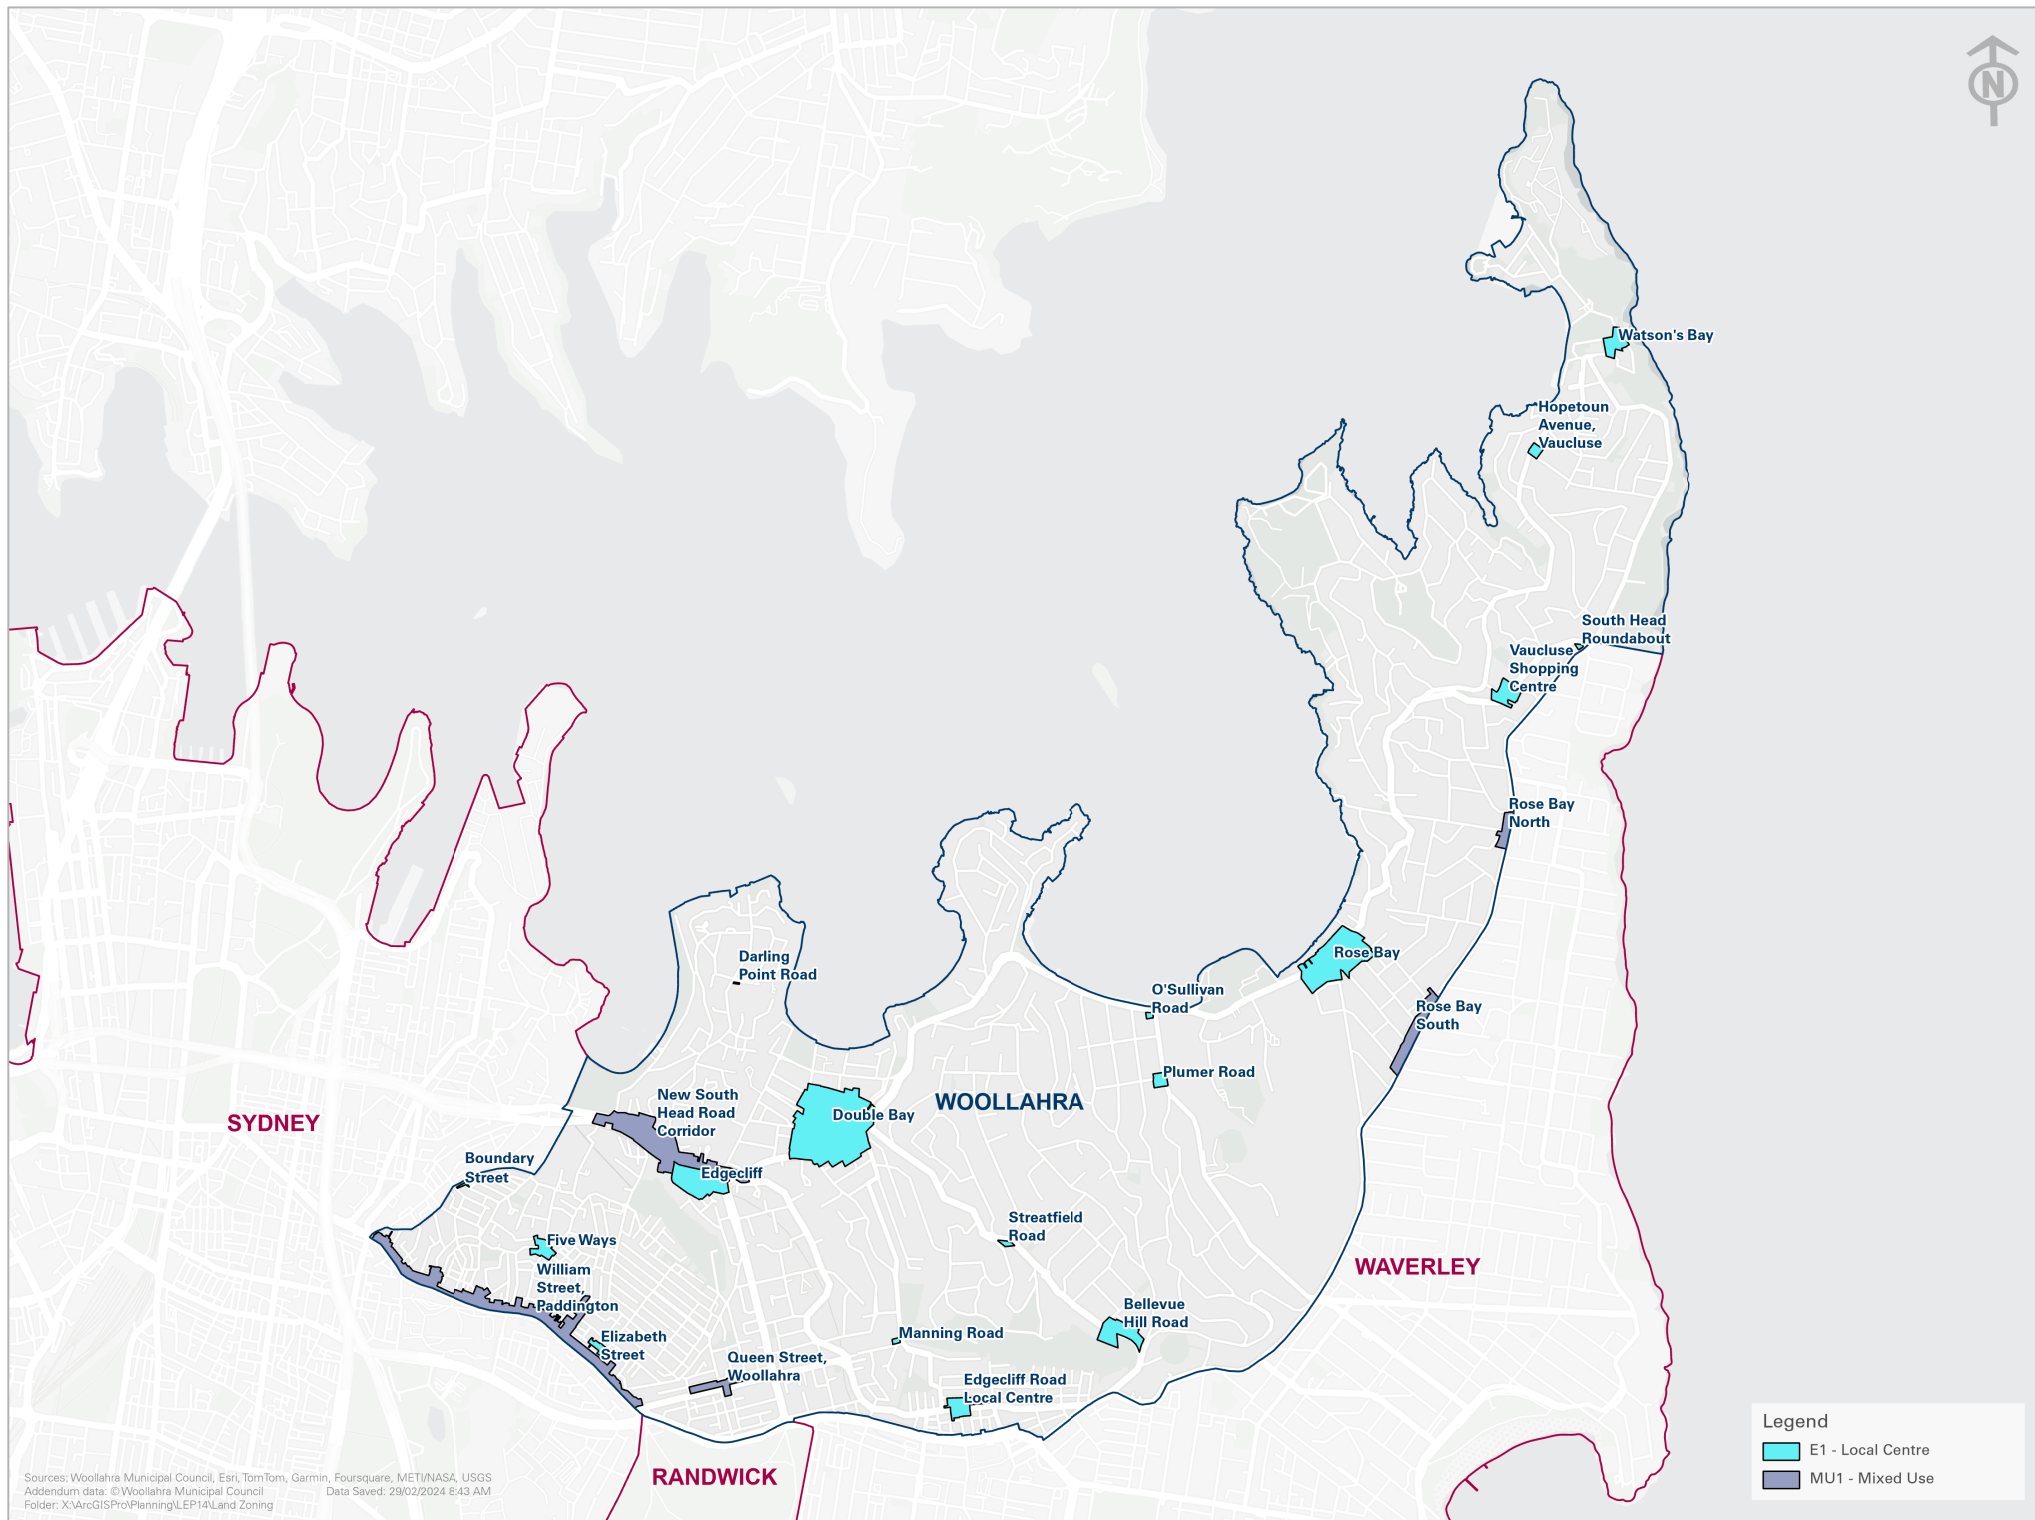 N
Watson's Bay
Hopetoun
Avenue,
Vaucluse
South Head
Roundabout
Vaucluse
Shopping
Centre
Rose Bay
North
Rose Bay
Darling
Point Road
O'Sullivan
Road
Rose Bay
South
Plumer Road
New South
Head Road
Corridor
Double Bay
WOOLLAHRA
SYDNEY
Boundary
Street
Edgecliff
Streatfield
Road
Five Ways
William
Street,
Paddington
WAVERLEY
Bellevue
Hill Road
Elizabeth
Street
Manning Road
Queen Street,
Woollahra
Edgecliff Road
Local Centre
RANDWICK
Legend
E1 - Local Centre
MU1 - Mixed Use
Sources: Woollahra Municipal Council, Esri, TomTom, Garmin, Foursquare, METI/NASA, USGS
Addendum data: © Woollahra Municipal Council Data Saved: 29/02/2024 8:43 AM
Folder: X:\ArcGISPro\Planning\LEP14\Land Zoning